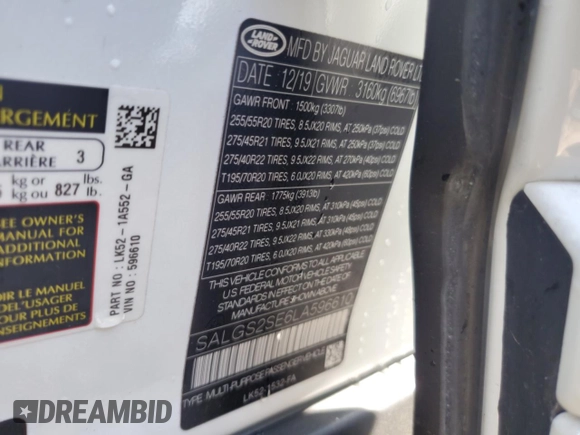 N
ARGEMENT
REAR
ARRIÈRE 3
kg or lbs.
kg ou 827 lb.
EE OWNER'S
MANUAL FOR
ADDITIONAL
INFORMATION
LE MANUEL
DE L'USAGER
PART NO : LK52-1A552-GA
VIN NO : 596610
LAND ROVER
MFD BY JAGUAR LAND ROVER
DATE: 12/19 GVWR 3160kg (6967lb)
GAWR FRONT 1500kg (3307lb)
255/55R20 TIRES, 8.5JX20 RIMS, AT 250kPa (37psi) COLD
275/45R21 TIRES, 9.5JX21 RIMS, AT 250kPa (37psi) COLD
275/40R22 TIRES, 9.5JX22 RIMS, AT 270kPa (40psi) COLD
T195/70R20 TIRES, 6.0JX20 RIMS, AT 420kPa (60psi) COLD
GAWR REAR 1775kg (3913lb)
255/55R20 TIRES, 8.5JX20 RIMS, AT 310kPa (45psi) COLD
275/45R21 TIRES, 9.5JX21 RIMS, AT 310kPa (45psi) COLD
275/40R22 TIRES, 9.5JX22 RIMS, AT 330kPa (48psi) COLD
T195/70R20 TIRES, 6.0JX20 RIMS, AT 420kPa (60psi) COLD
THIS VEHICLE CONFORMS TO ALL APPLICABLE
U.S FEDERAL MOTOR VEHICLE SAFETY
STANDARDS IN EFFECT ON THE DATE OF
MANUFACTURE SHOWN ABOVE.
SALGS2SE6LA596610
TYPE: MULTI-PURPOSE PASSENGER VEHICLE
LK52-1532-FA
DREAMBID